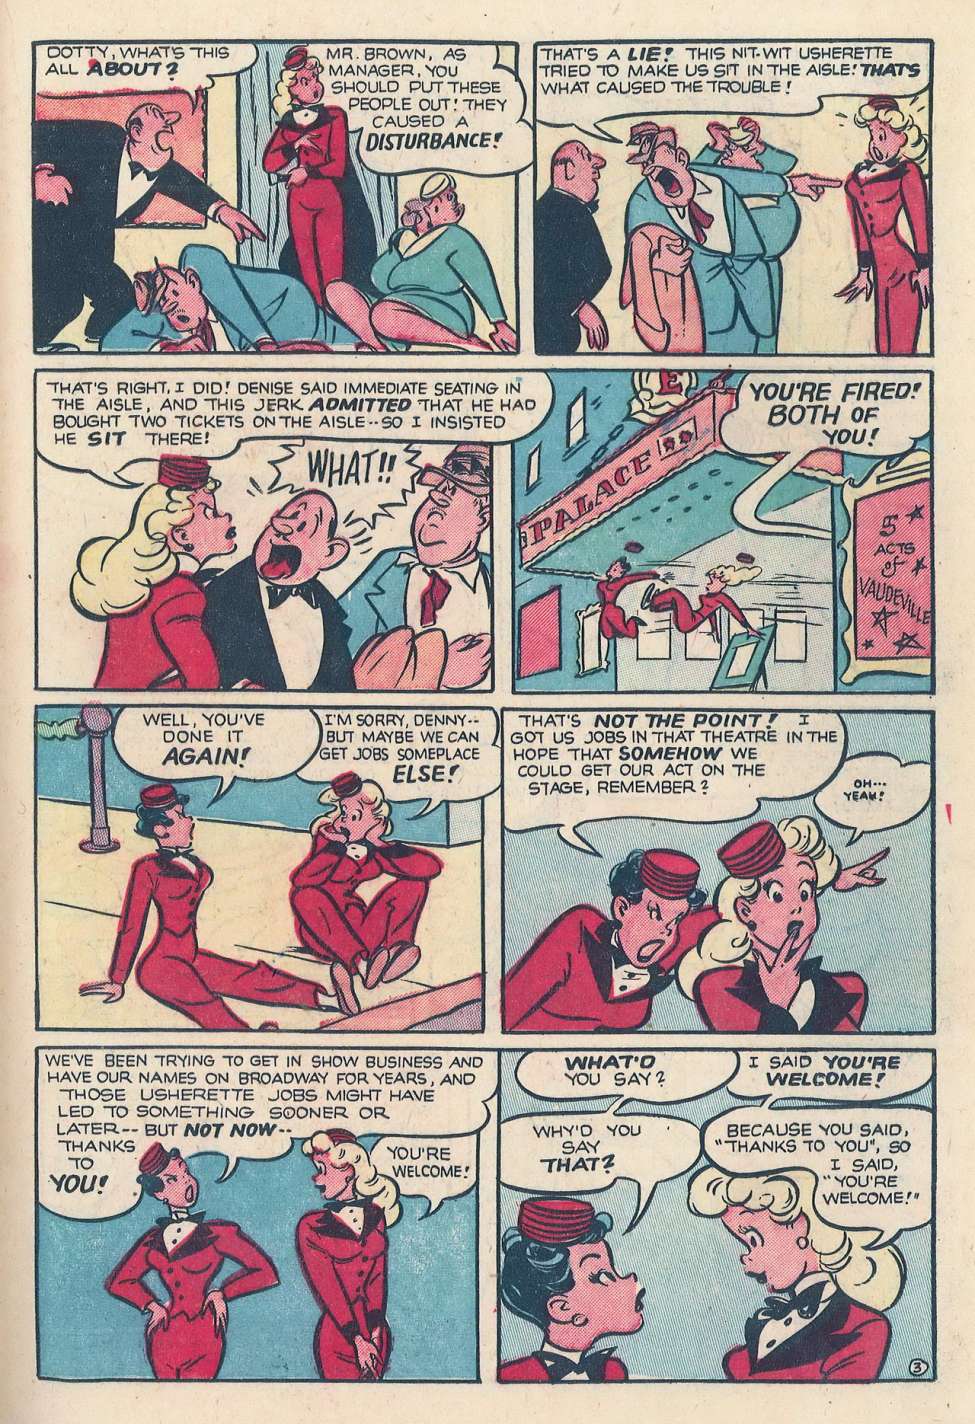 DOTTY, WHAT'S THIS
ALL ABOUT?
MR. BROWN, AS
MANAGER, YOU
SHOULD PUT THESE
PEOPLE OUT! THEY
CAUSED A
DISTURBANCE!
THAT'S A LIE! THIS NIT-WIT USHERETTE
TRIED TO MAKE US SIT IN THE AISLE! THAT'S
WHAT CAUSED THE TROUBLE!
THAT'S RIGHT, I DID! DENISE SAID IMMEDIATE SEATING IN
THE AISLE, AND THIS JERK ADMITTED THAT HE HAD
BOUGHT TWO TICKETS ON THE AISLE--SO I INSISTED
HE SIT THERE!
WHAT!!
YOU'RE FIRED!
BOTH OF
YOU!
E
PALACE
5
ACTS
of
VAUDEVILLE
WELL, YOU'VE
DONE IT
AGAIN!
I'M SORRY, DENNY--
BUT MAYBE WE CAN
GET JOBS SOMEPLACE
ELSE!
THAT'S NOT THE POINT! I
GOT US JOBS IN THAT THEATRE IN THE
HOPE THAT SOMEHOW WE
COULD GET OUR ACT ON THE
STAGE, REMEMBER?
OH---
YEAH!
WE'VE BEEN TRYING TO GET IN SHOW BUSINESS AND
HAVE OUR NAMES ON BROADWAY FOR YEARS, AND
THOSE USHERETTE JOBS MIGHT HAVE
LED TO SOMETHING SOONER OR
LATER-- BUT NOT NOW--
THANKS
TO
YOU!
YOU'RE
WELCOME!
WHAT'D
YOU SAY?
I SAID YOU'RE
WELCOME!
WHY'D YOU
SAY
THAT?
BECAUSE YOU SAID,
"THANKS TO YOU", SO
I SAID,
"YOU'RE
WELCOME!"
3